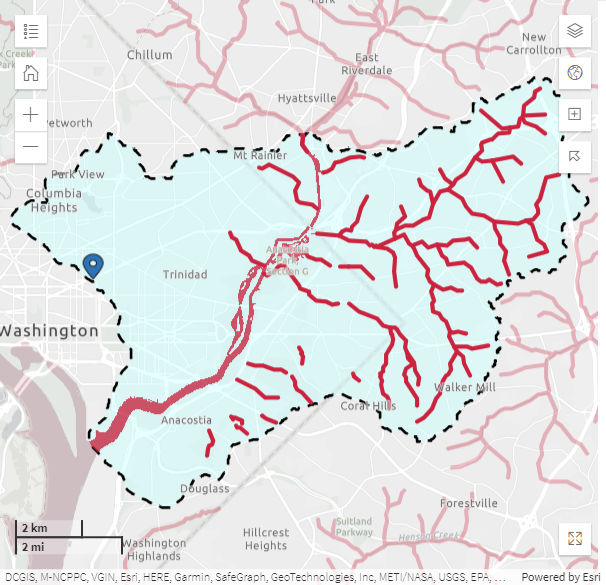 Park
Chillum
New
Carrollton
East
Riverdale
Hyattsville
Mt Rainier
Park View
Columbia
Heights
Anacostia
Park
Section G
Trinidad
Washington
Walker Mill
Coral Hills
Anacostia
Douglass
Forestville
Suitland
Parkway
Henson Creek
Hillcrest
Heights
2 km
2 mi
Washington
Highlands
DCGIS, M-NCPPC, VGIN, Esri, HERE, Garmin, SafeGraph, GeoTechnologies, Inc, METI/NASA, USGS, EPA, ...
Powered by Esri